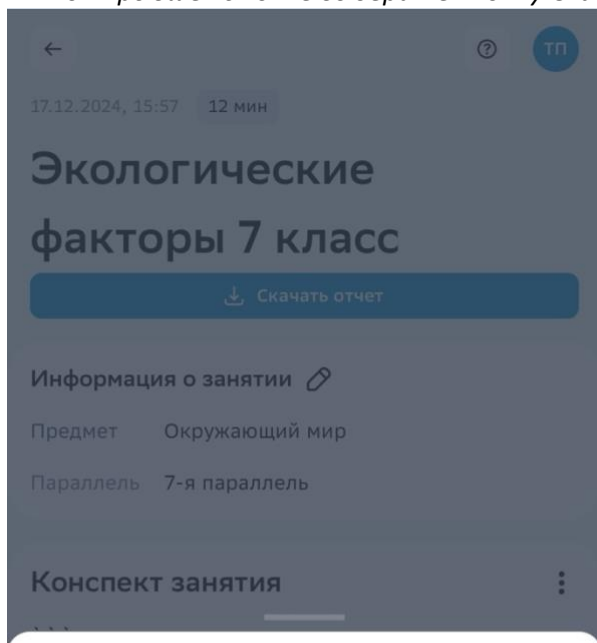 ТП
17.12.2024, 15:57 12 мин
Экологические
факторы 7 класс
Скачать отчет
Информация о занятии
Предмет Окружающий мир
Параллель 7-я параллель
Конспект занятия